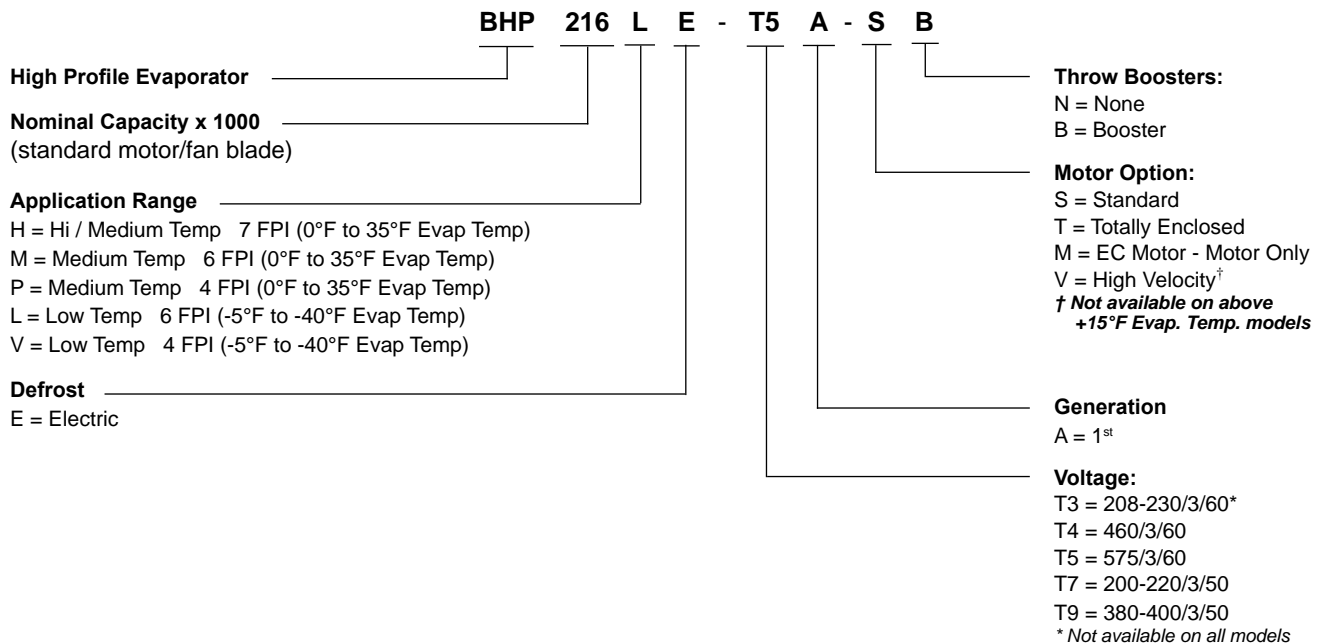 BHP 216 L E - T5 A - S B
High Profile Evaporator
Nominal Capacity x 1000
(standard motor/fan blade)
Application Range
H = Hi / Medium Temp 7 FPI (0°F to 35°F Evap Temp)
M = Medium Temp 6 FPI (0°F to 35°F Evap Temp)
P = Medium Temp 4 FPI (0°F to 35°F Evap Temp)
L = Low Temp 6 FPI (-5°F to -40°F Evap Temp)
V = Low Temp 4 FPI (-5°F to -40°F Evap Temp)
Defrost
E = Electric
Throw Boosters:
N = None
B = Booster
Motor Option:
S = Standard
T = Totally Enclosed
M = EC Motor - Motor Only
V = High Velocity†
† Not available on above
+15°F Evap. Temp. models
Generation
A = 1st
Voltage:
T3 = 208-230/3/60*
T4 = 460/3/60
T5 = 575/3/60
T7 = 200-220/3/50
T9 = 380-400/3/50
* Not available on all models